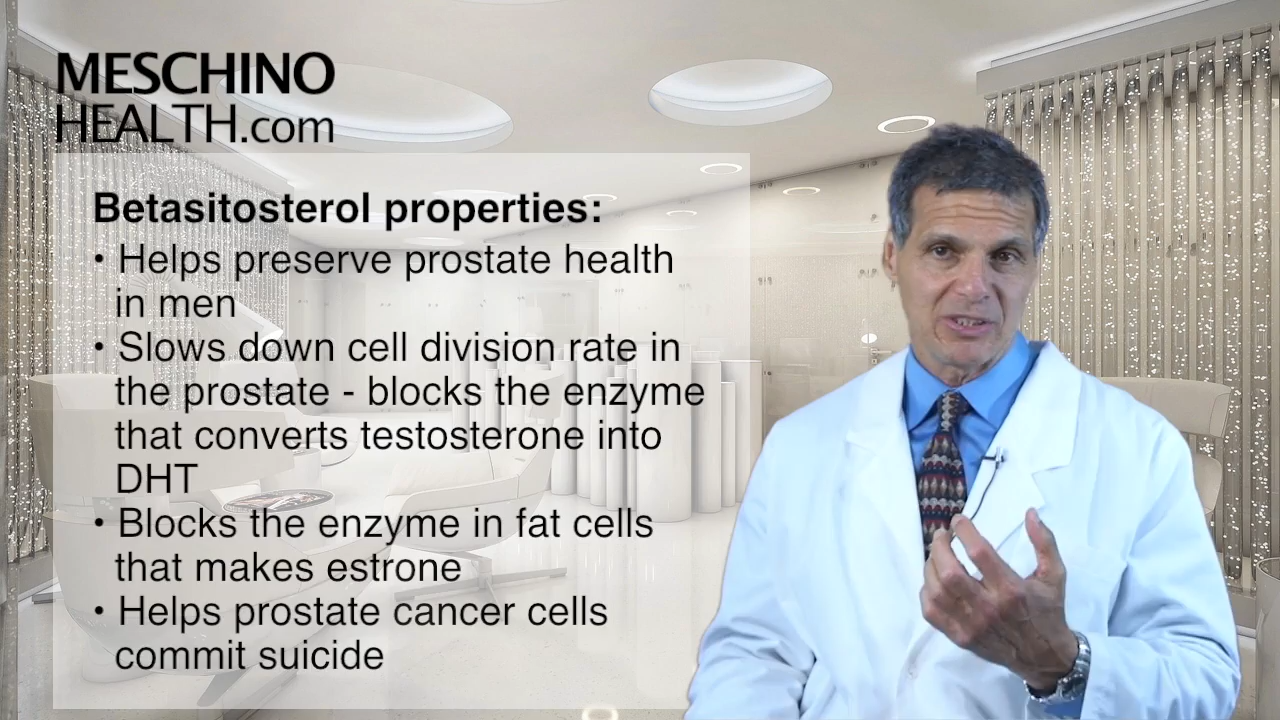 MESCHINO
HEALTH.com
Betasitosterol properties:
• Helps preserve prostate health
in men
• Slows down cell division rate in
the prostate - blocks the enzyme
that converts testosterone into
DHT
• Blocks the enzyme in fat cells
that makes estrone
• Helps prostate cancer cells
commit suicide